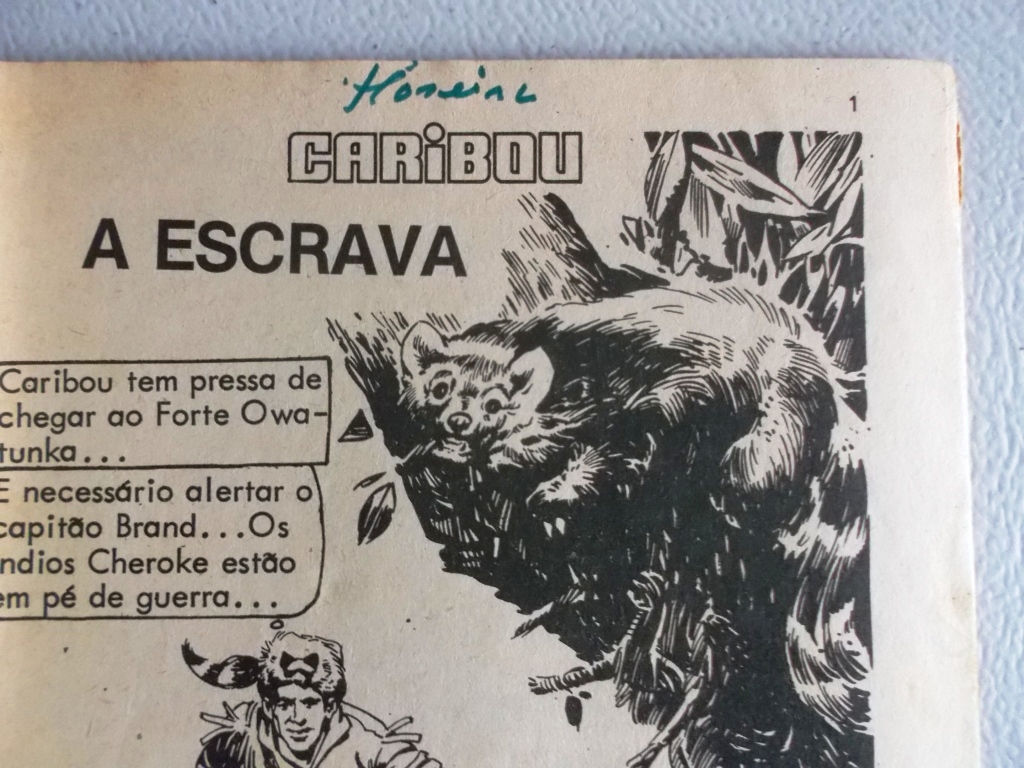 1
CARiBOU
A ESCRAVA
Caribou tem pressa de
chegar ao Forte Owa-
tunka...
E necessário alertar o
capitão Brand...Os
ndios Cheroke estão
em pé de guerra...